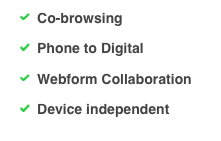 Co-browsing
Phone to Digital
Webform Collaboration
Device independent